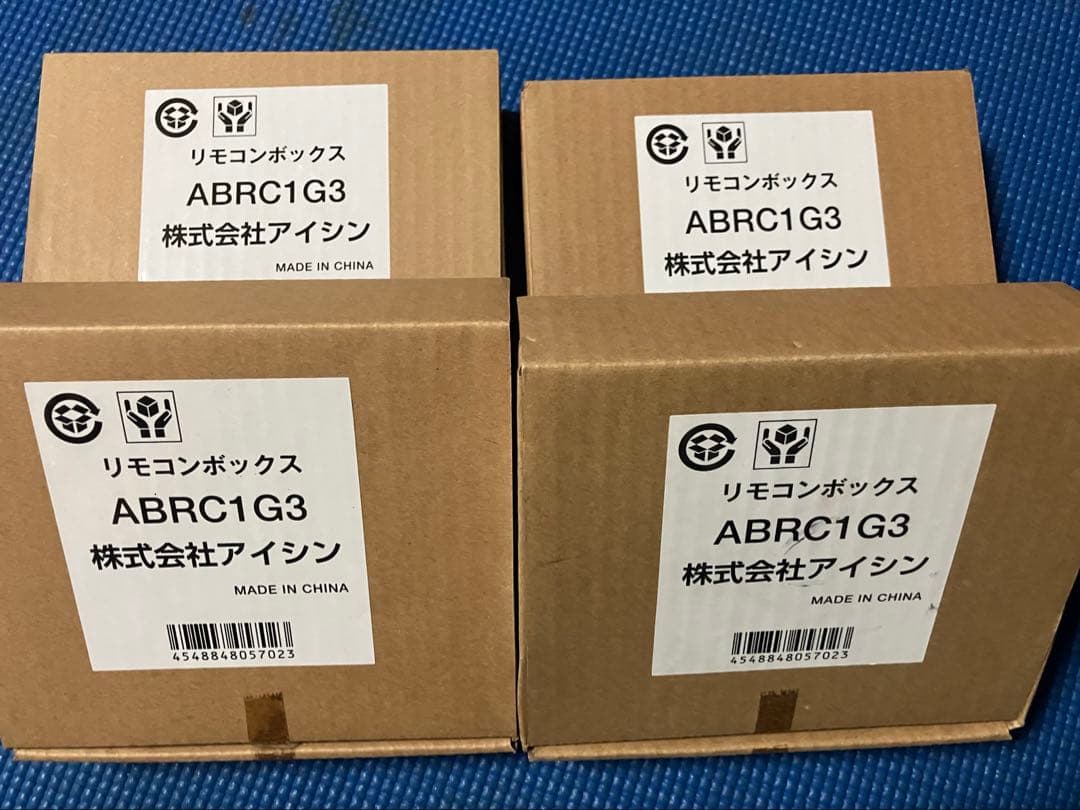 リモコンボックス
ABRC1G3
株式会社アイシン
MADE IN CHINA
リモコンボックス
ABRC1G3
株式会社アイシン
リモコンボックス
ABRC1G3
株式会社アイシン
MADE IN CHINA
4548848057023
リモコンボックス
ABRC1G3
株式会社アイシン
MADE IN CHINA
4548848057023